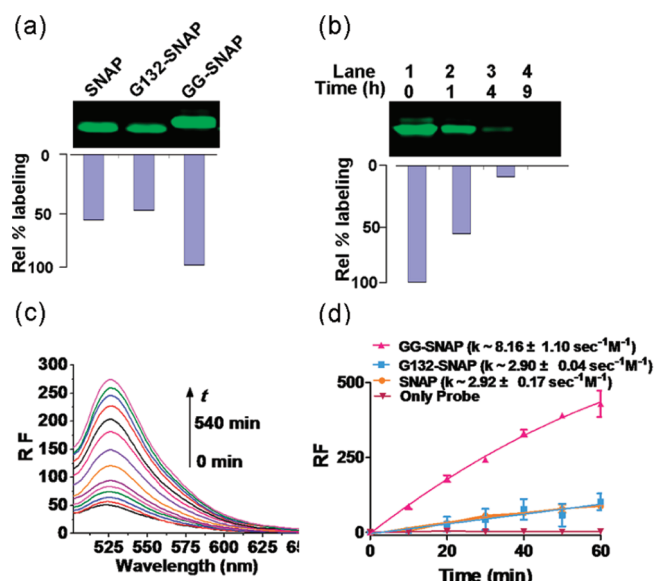 (a)
SNAP
G132-SNAP
GG-SNAP
0
50
100
Rel % labeling
(b)
Lane 1 2 3 4
Time (h) 0 1 4 9
0
50
100
Rel % labeling
(c)
300
250
200
150
100
50
0
R F
t
540 min
0 min
525 550 575 600 625 64
Wavelength (nm)
(d)
GG-SNAP (k ~ 8.16 ± 1.10 sec⁻¹M⁻¹)
G132-SNAP (k ~ 2.90 ± 0.04 sec⁻¹M⁻¹)
SNAP (k ~ 2.92 ± 0.17 sec⁻¹M⁻¹)
Only Probe
500
250
0
RF
0 20 40 60
Time (min)